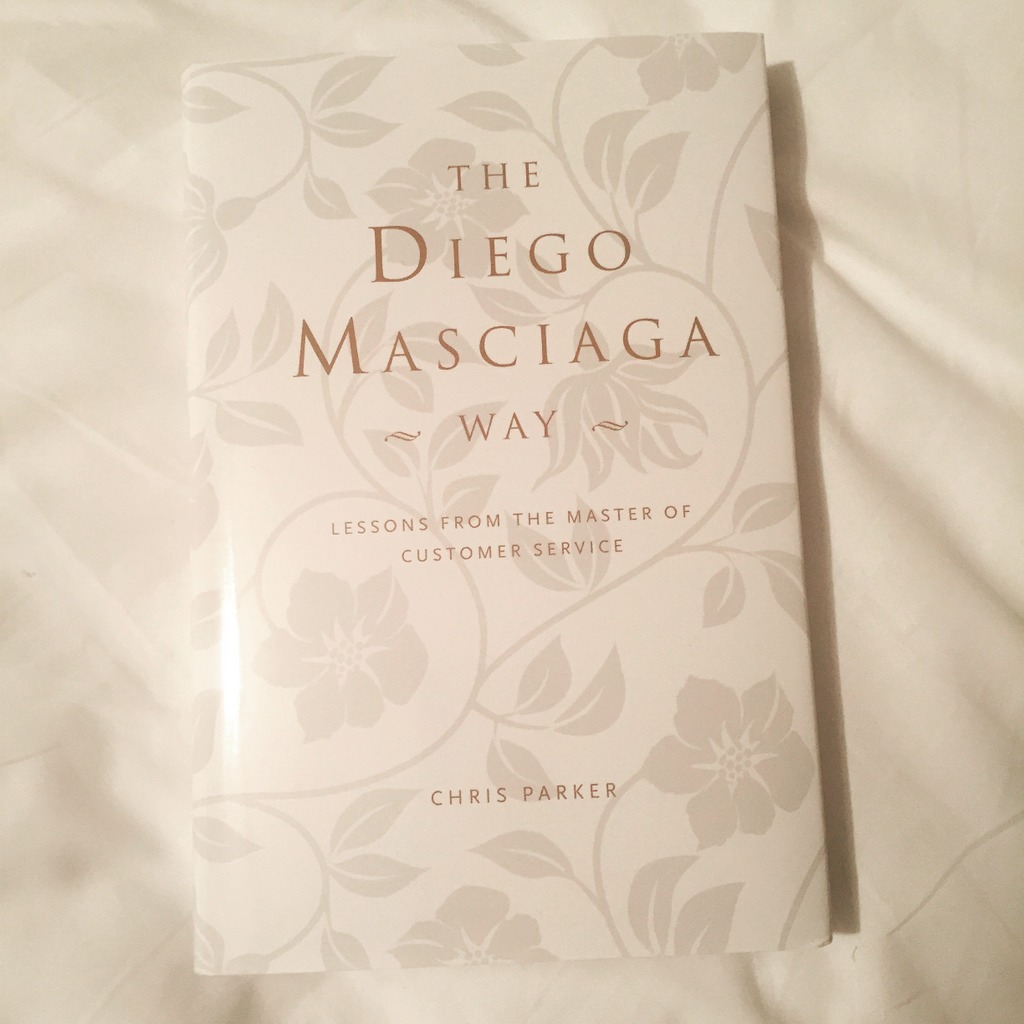 THE
DIEGO
MASCIAGA
~ WAY ~
LESSONS FROM THE MASTER OF
CUSTOMER SERVICE
CHRIS PARKER